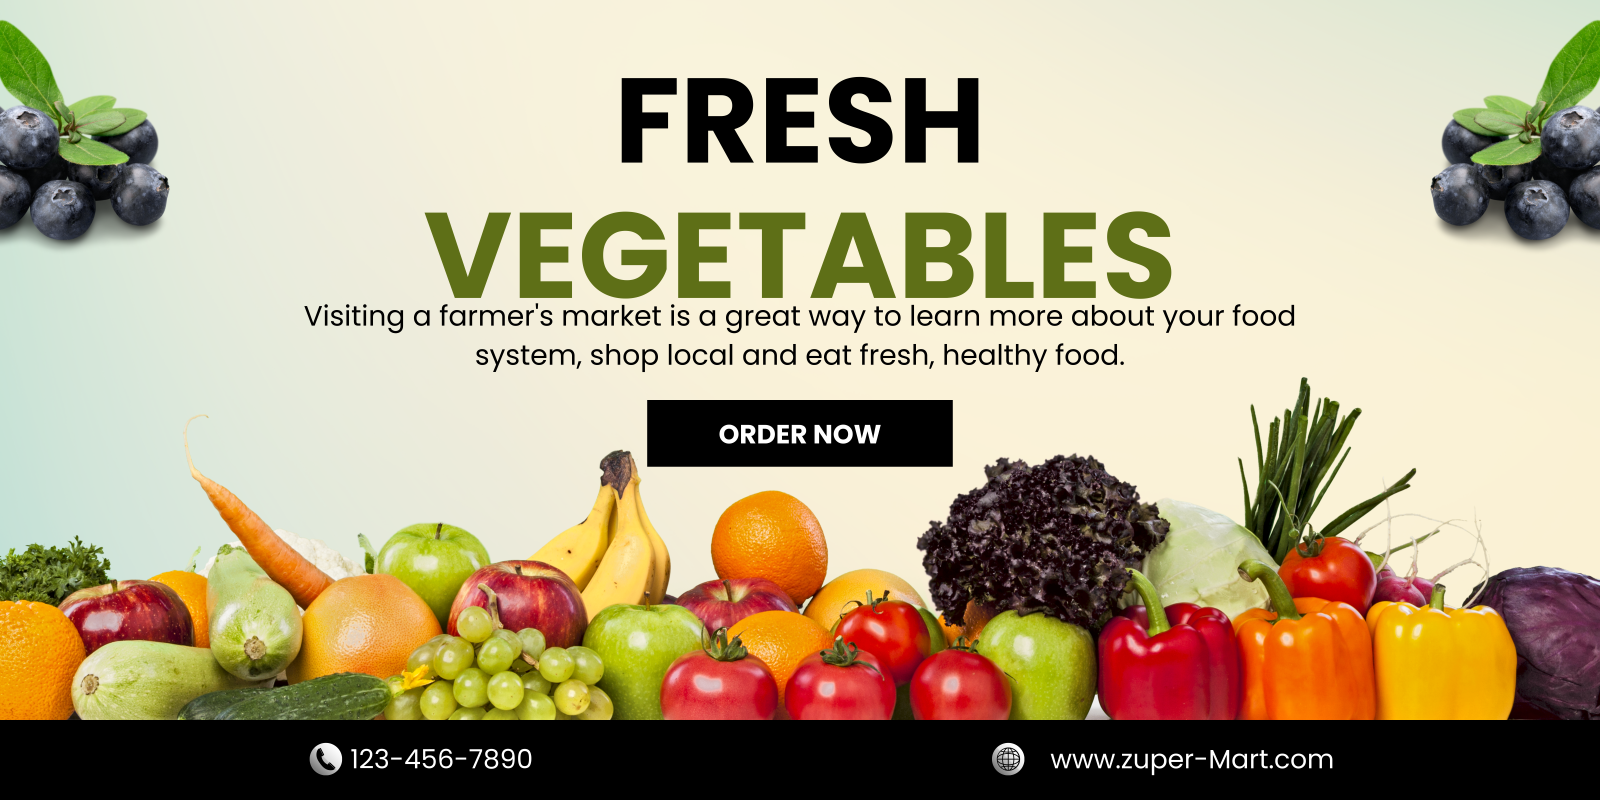 FRESH
VEGETABLES
Visiting a farmer's market is a great way to learn more about your food
system, shop local and eat fresh, healthy food.
ORDER NOW
123-456-7890
www.zuper-Mart.com